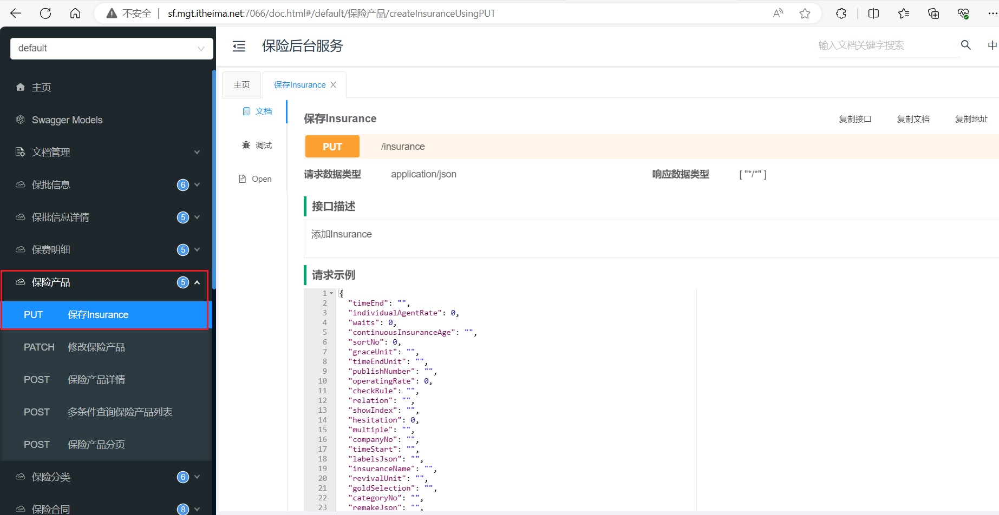 不安全 sf.mgt.itheima.net:7066/doc.html#/default/保险产品/createInsuranceUsingPUT
default
主页
Swagger Models
文档管理
保批信息 6
保批信息详情 5
保费明细 5
保险产品 5
PUT 保存Insurance
PATCH 修改保险产品
POST 保险产品详情
POST 多条件查询保险产品列表
POST 保险产品分页
保险分类 6
保险合同 8
保险后台服务
输入文档关键字搜索
中
主页 保存Insurance
文档
调试
Open
保存Insurance
复制接口 复制文档 复制地址
PUT /insurance
请求数据类型 application/json 响应数据类型 [ "*/*" ]
接口描述
添加Insurance
请求示例
1 {
2 "timeEnd": "",
3 "individualAgentRate": 0,
4 "waits": 0,
5 "continuousInsuranceAge": "",
6 "sortNo": 0,
7 "graceUnit": "",
8 "timeEndUnit": "",
9 "publishNumber": "",
10 "operatingRate": 0,
11 "checkRule": "",
12 "relation": "",
13 "showIndex": "",
14 "hesitation": 0,
15 "multiple": "",
16 "companyNo": "",
17 "timeStart": "",
18 "labelsJson": "",
19 "insuranceName": "",
20 "revivalUnit": "",
21 "goldSelection": "",
22 "categoryNo": "",
23 "remakeJson": "",